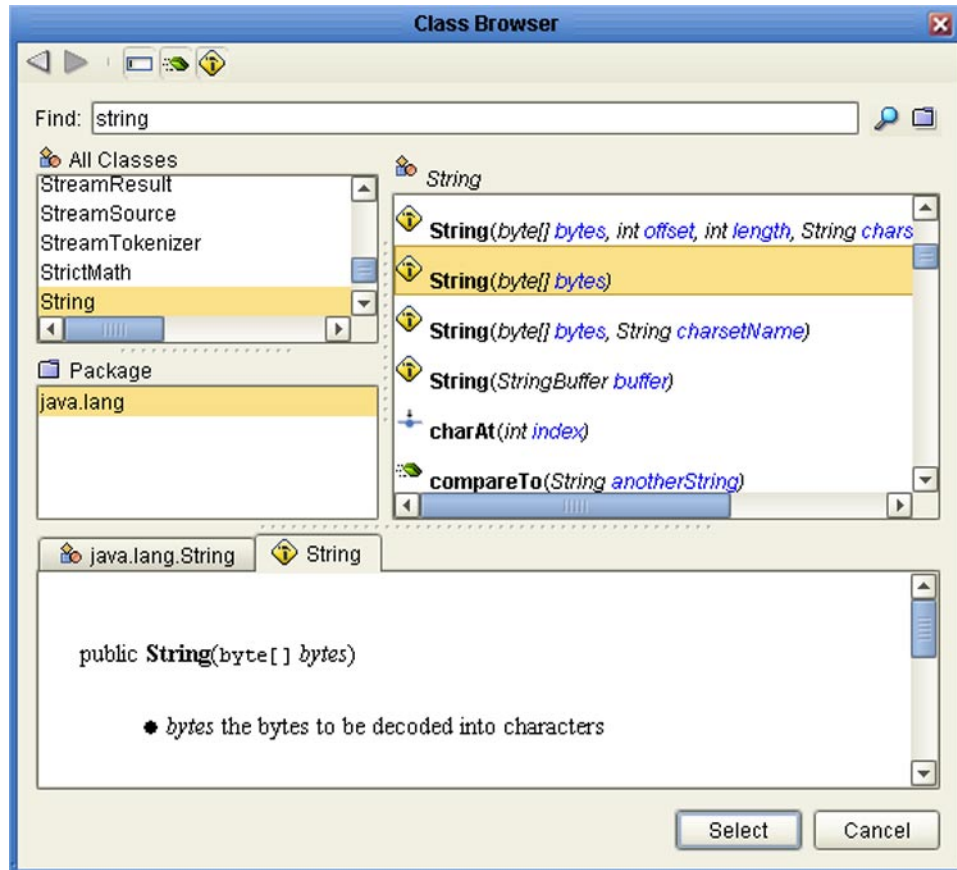 Class Browser
Find: string
All Classes
StreamResult
StreamSource
StreamTokenizer
StrictMath
String
Package
java.lang
String
String(byte[] bytes, int offset, int length, String chars
String(byte[] bytes)
String(byte[] bytes, String charsetName)
String(StringBuffer buffer)
charAt(int index)
compareTo(String anotherString)
java.lang.String
String
public String(byte[] bytes)
● bytes the bytes to be decoded into characters
Select
Cancel